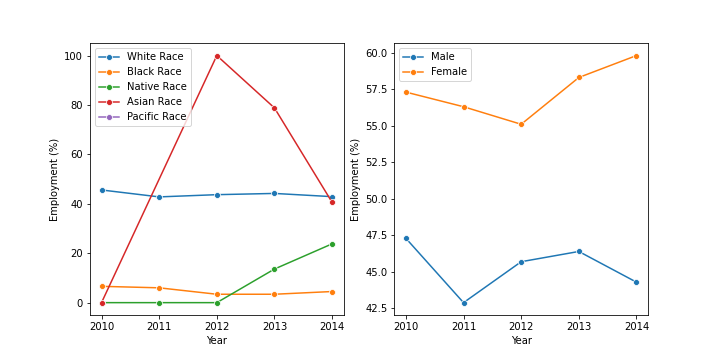 White Race
Black Race
Native Race
Asian Race
Pacific Race
100
80
60
40
20
0
Employment (%)
2010 2011 2012 2013 2014
Year
Male
Female
60.0
57.5
55.0
52.5
50.0
47.5
45.0
42.5
Employment (%)
2010 2011 2012 2013 2014
Year